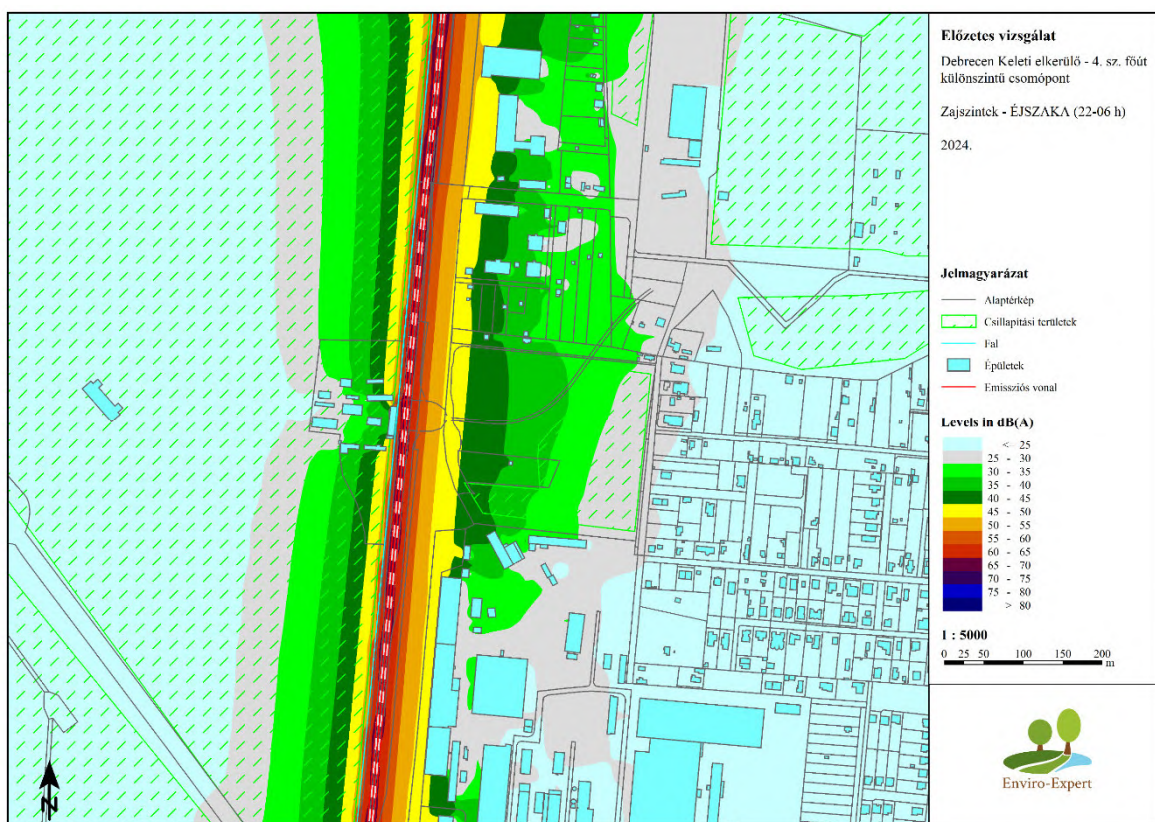 Előzetes vizsgálat
Debrecen Keleti elkerülő - 4. sz. főút
különszintű csomópont
Zajszintek - ÉJSZAKA (22-06 h)
2024.
Jelmagyarázat
Alaptérkép
Csillapítási területek
Fal
Épületek
Emissziós vonal
Levels in dB(A)
< 25
25 - 30
30 - 35
35 - 40
40 - 45
45 - 50
50 - 55
55 - 60
60 - 65
65 - 70
70 - 75
75 - 80
> 80
1 : 5000
0 25 50 100 150 200
m
Enviro-Expert
N